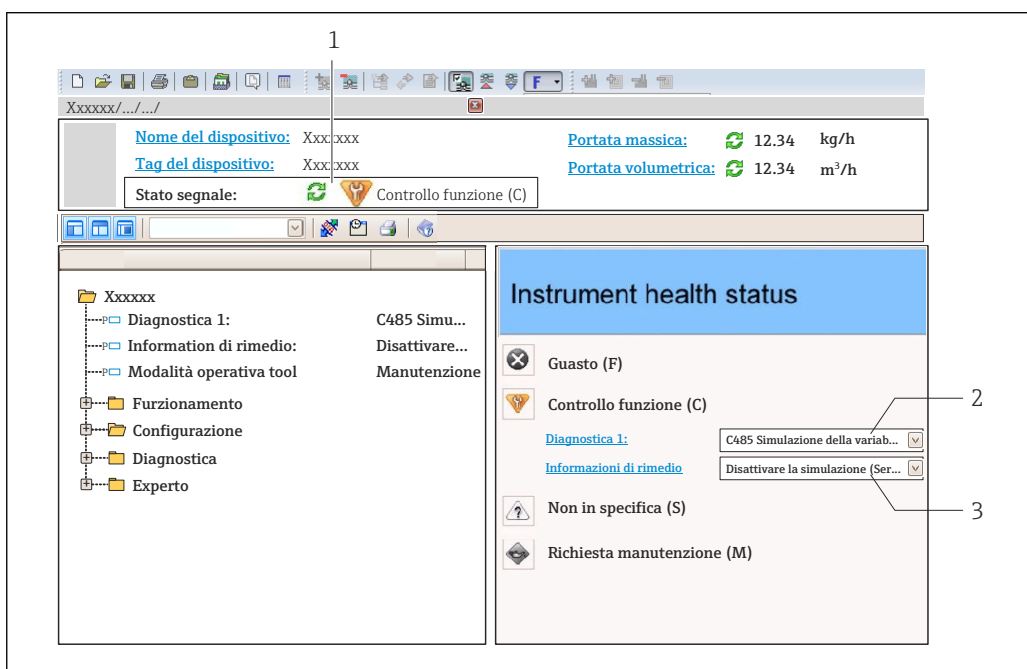 1
F
Xxxxxx/.../.../
Nome del dispositivo: Xxxxxxx
Portata massica: 12.34 kg/h
Tag del dispositivo: Xxxxxxx
Portata volumetrica: 12.34 m³/h
Stato segnale: Controllo funzione (C)
Xxxxxx
P Diagnostica 1: C485 Simu...
P Information di rimedio: Disattivare...
P Modalità operativa tool Manutenzione
Furzionamento
Configurazione
Diagnostica
Experto
Instrument health status
Guasto (F)
Controllo funzione (C)
2
Diagnostica 1: C485 Simulazione della variab...
Informazioni di rimedio Disattivare la simulazione (Ser...
3
Non in specifica (S)
Richiesta manutenzione (M)